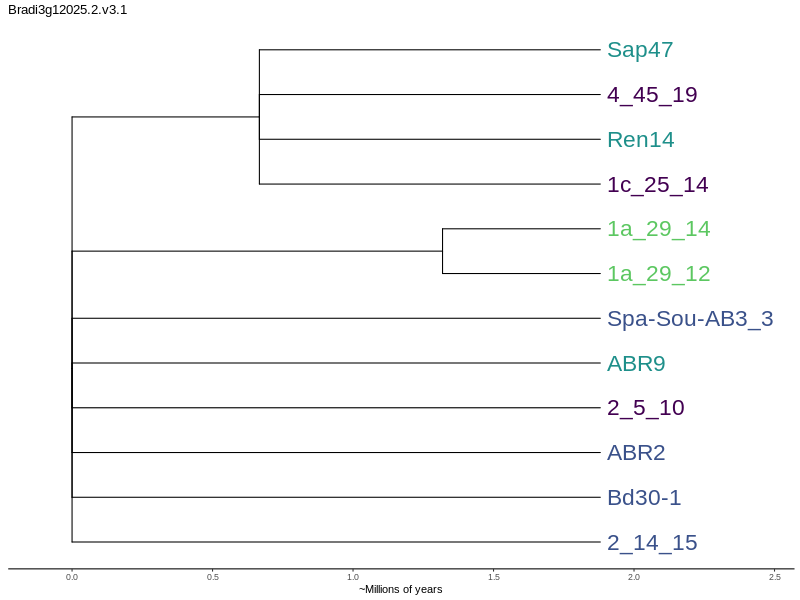 Bradi3g12025.2.v3.1
Sap47
4_45_19
Ren14
1c_25_14
1a_29_14
1a_29_12
Spa-Sou-AB3_3
ABR9
2_5_10
ABR2
Bd30-1
2_14_15
0.0 0.5 1.0 1.5 2.0 2.5
~Millions of years